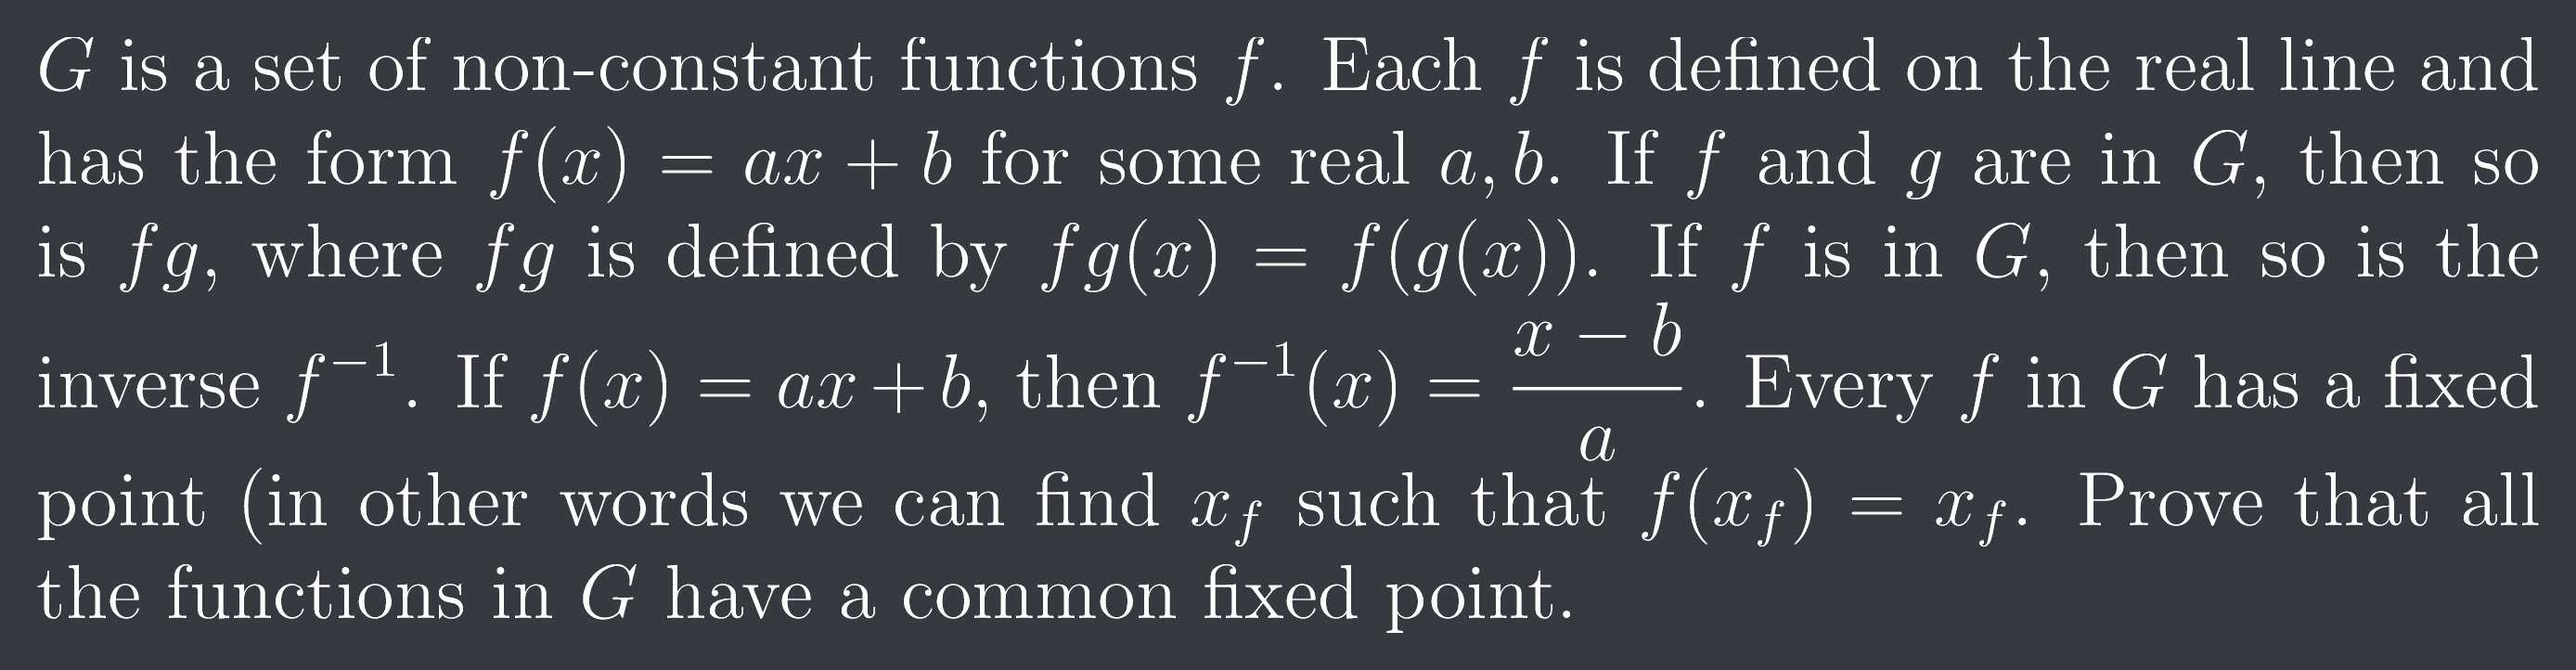 G is a set of non-constant functions f. Each f is defined on the real line and
has the form f(x) = ax + b for some real a, b. If f and g are in G, then so
is fg, where fg is defined by fg(x) = f(g(x)). If f is in G, then so is the
inverse f^{-1}. If f(x) = ax + b, then f^{-1}(x) = \frac{x - b}{a}. Every f in G has a fixed
point (in other words we can find x_f such that f(x_f) = x_f. Prove that all
the functions in G have a common fixed point.